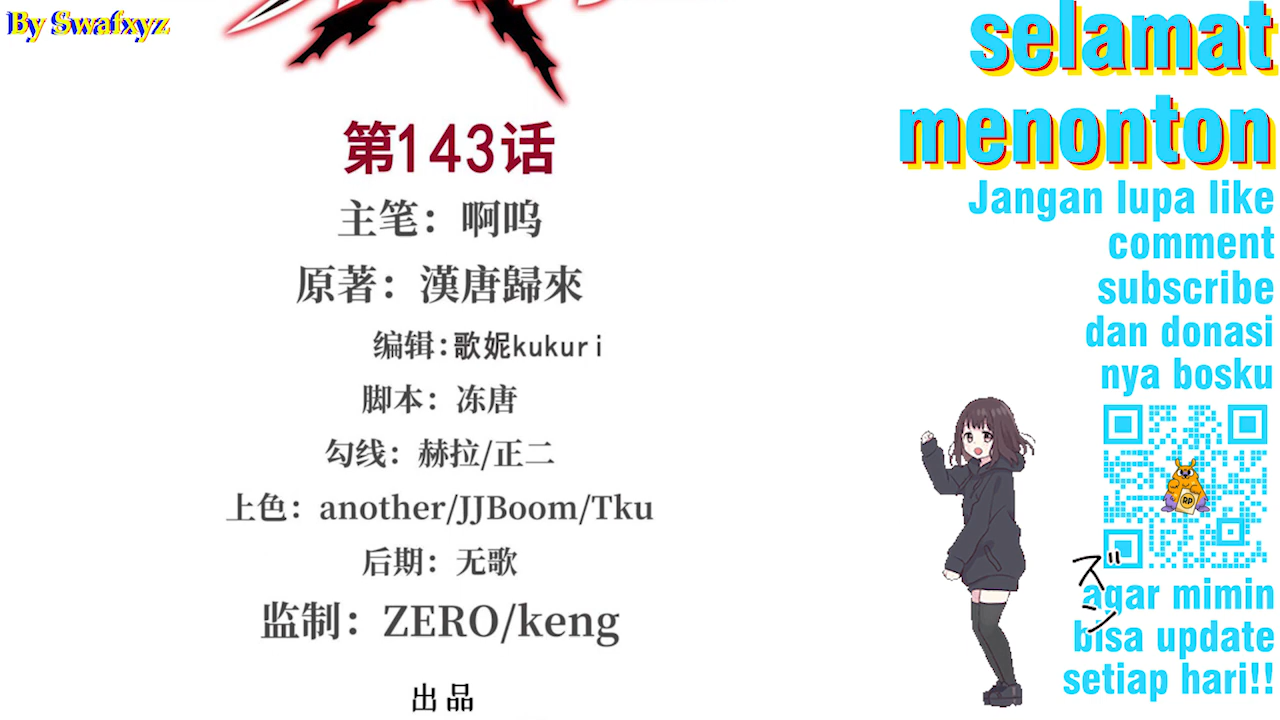 By Swafxyz
第143话
主笔：啊呜
原著：漢唐歸來
编辑:歌妮kukuri
脚本：冻唐
勾线：赫拉/正二
上色：another/JJBoom/Tku
后期：无歌
监制：ZERO/keng
出品
selamat
menonton
Jangan lupa like
comment
subscribe
dan donasi
nya bosku
RP
ズン
agar mimin
bisa update
setiap hari!!